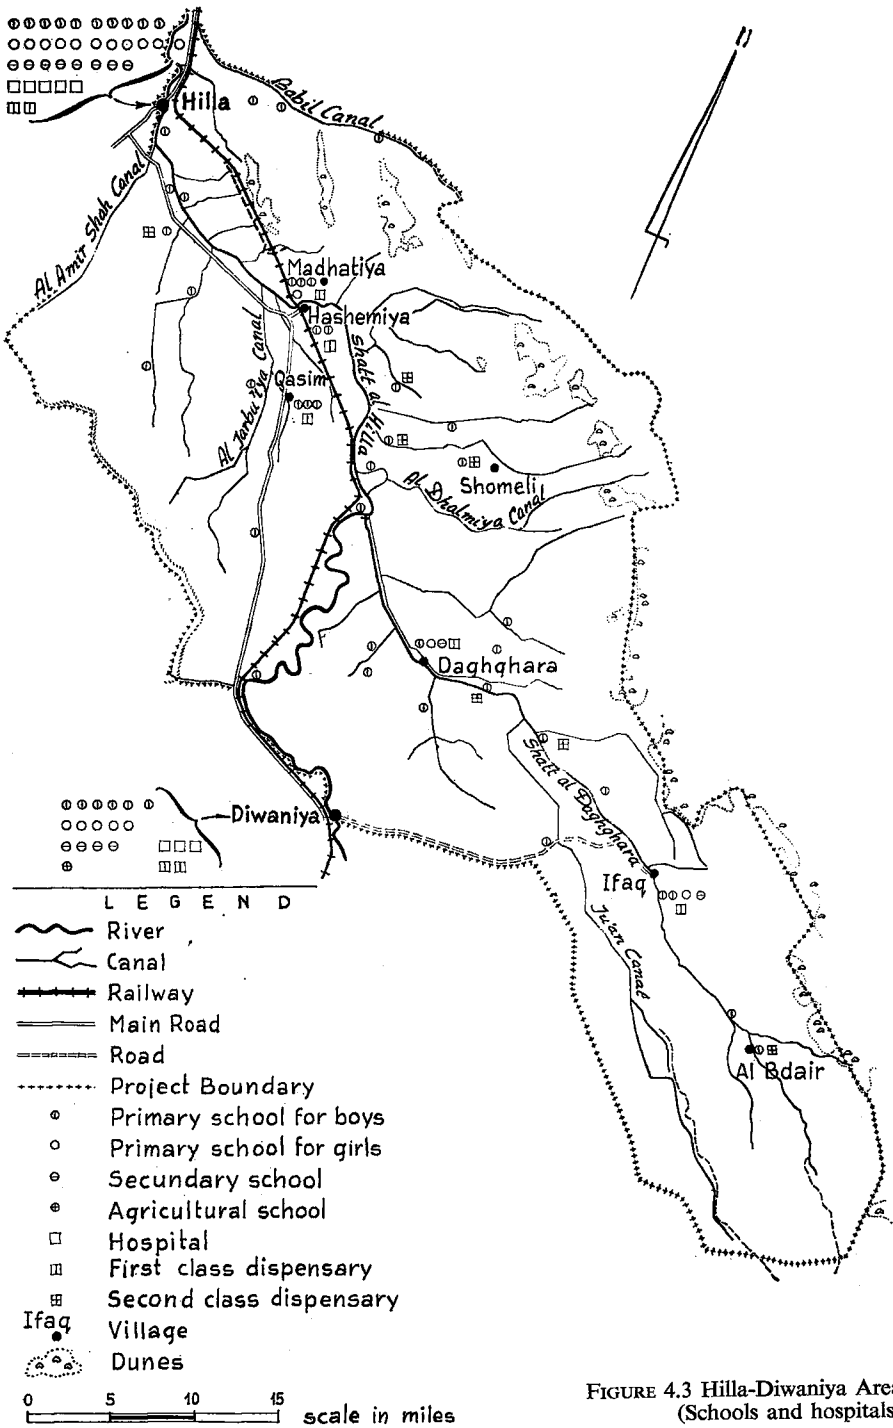 Hilla
Babil Canal
Al Amir Shah Canal
Madhatiya
Hashemiya
Shatt al Hilla
Al Jarbu'iya Canal
Qasim
Shomeli
Al Dhalmiya Canal
Daghghara
Shatt al Daghghara
Diwaniya
Ifaq
Ju'an Canal
Al Bdair
LEGEND
River
Canal
Railway
Main Road
Road
Project Boundary
Primary school for boys
Primary school for girls
Secundary school
Agricultural school
Hospital
First class dispensary
Second class dispensary
Ifaq Village
Dunes
0 5 10 15 scale in miles
FIGURE 4.3 Hilla-Diwaniya Area
(Schools and hospitals